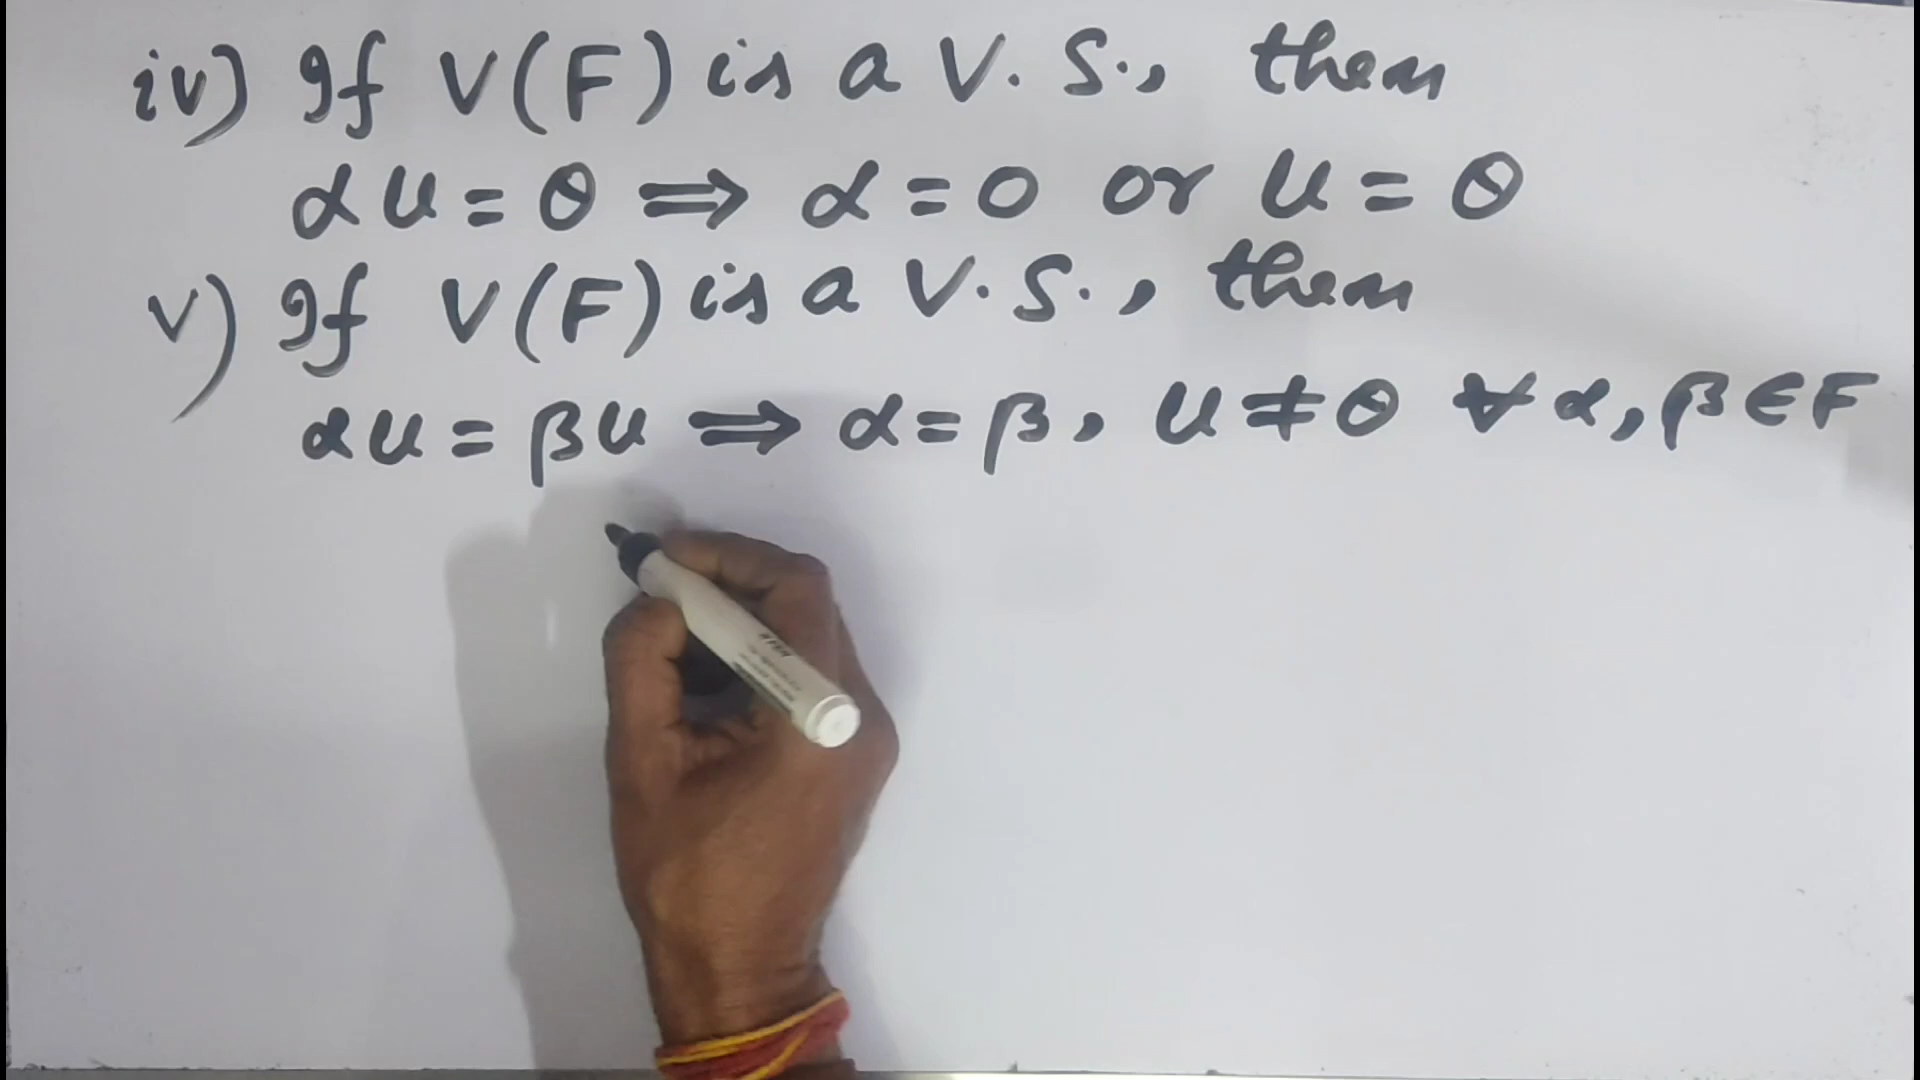 iv) If V(F) is a V.S., then
αu = θ ⟹ α = 0 or u = θ
v) If V(F) is a V.S., then
αu = βu ⟹ α = β, u ≠ θ ∀ α, β ∈ F